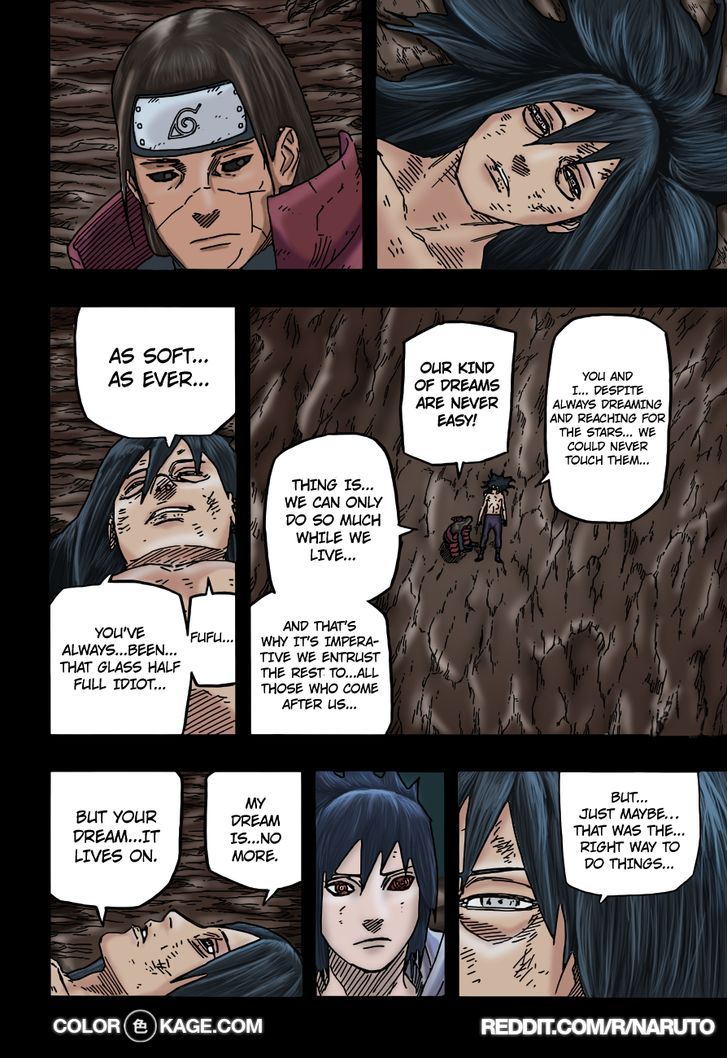 YOU AND
I... DESPITE
ALWAYS DREAMING
AND REACHING FOR
THE STARS... WE
COULD NEVER
TOUCH THEM...
OUR KIND
OF DREAMS
ARE NEVER
EASY!
THING IS...
WE CAN ONLY
DO SO MUCH
WHILE WE
LIVE...
AND THAT'S
WHY IT'S IMPERA-
TIVE WE ENTRUST
THE REST TO...ALL
THOSE WHO COME
AFTER US...
AS SOFT...
AS EVER...
FUFU...
YOU'VE
ALWAYS...BEEN...
THAT GLASS HALF
FULL IDIOT...
BUT...
JUST MAYBE...
THAT WAS THE...
RIGHT WAY TO
DO THINGS...
MY
DREAM
IS...NO
MORE.
BUT YOUR
DREAM...IT
LIVES ON.
COLOR 色 KAGE.COM
REDDIT.COM/R/NARUTO